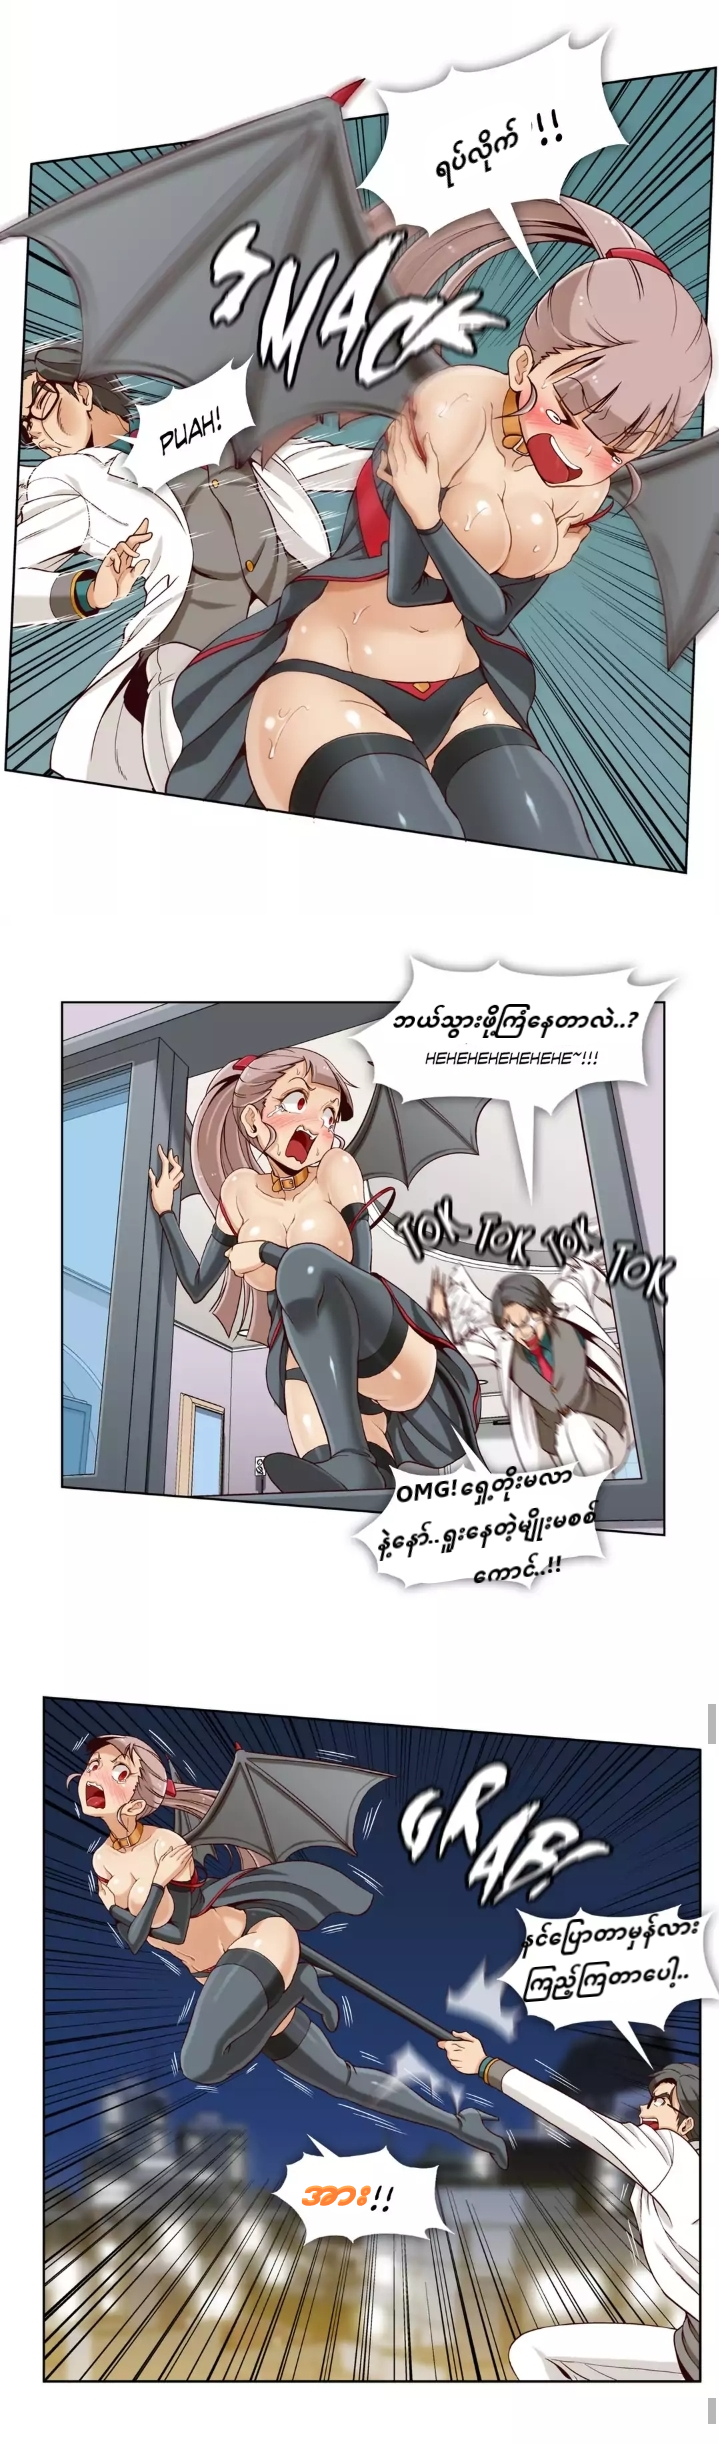 ရပ်လိုက် !!
SMACK
PUAH!
ဘယ်သွားဖို့ကြံနေတာလဲ..?
HEHEHEHEHEHEHE~!!!
TOK TOK TOK TOK
OMG! ရှေ့တိုးမလာ
နဲ့နော်..ရူးနေတဲ့မျိုးမစစ်
ကောင်..!!
GRAB!
နင်ပြောတာမှန်လား
ကြည့်ကြတာပေါ့..
အား!!